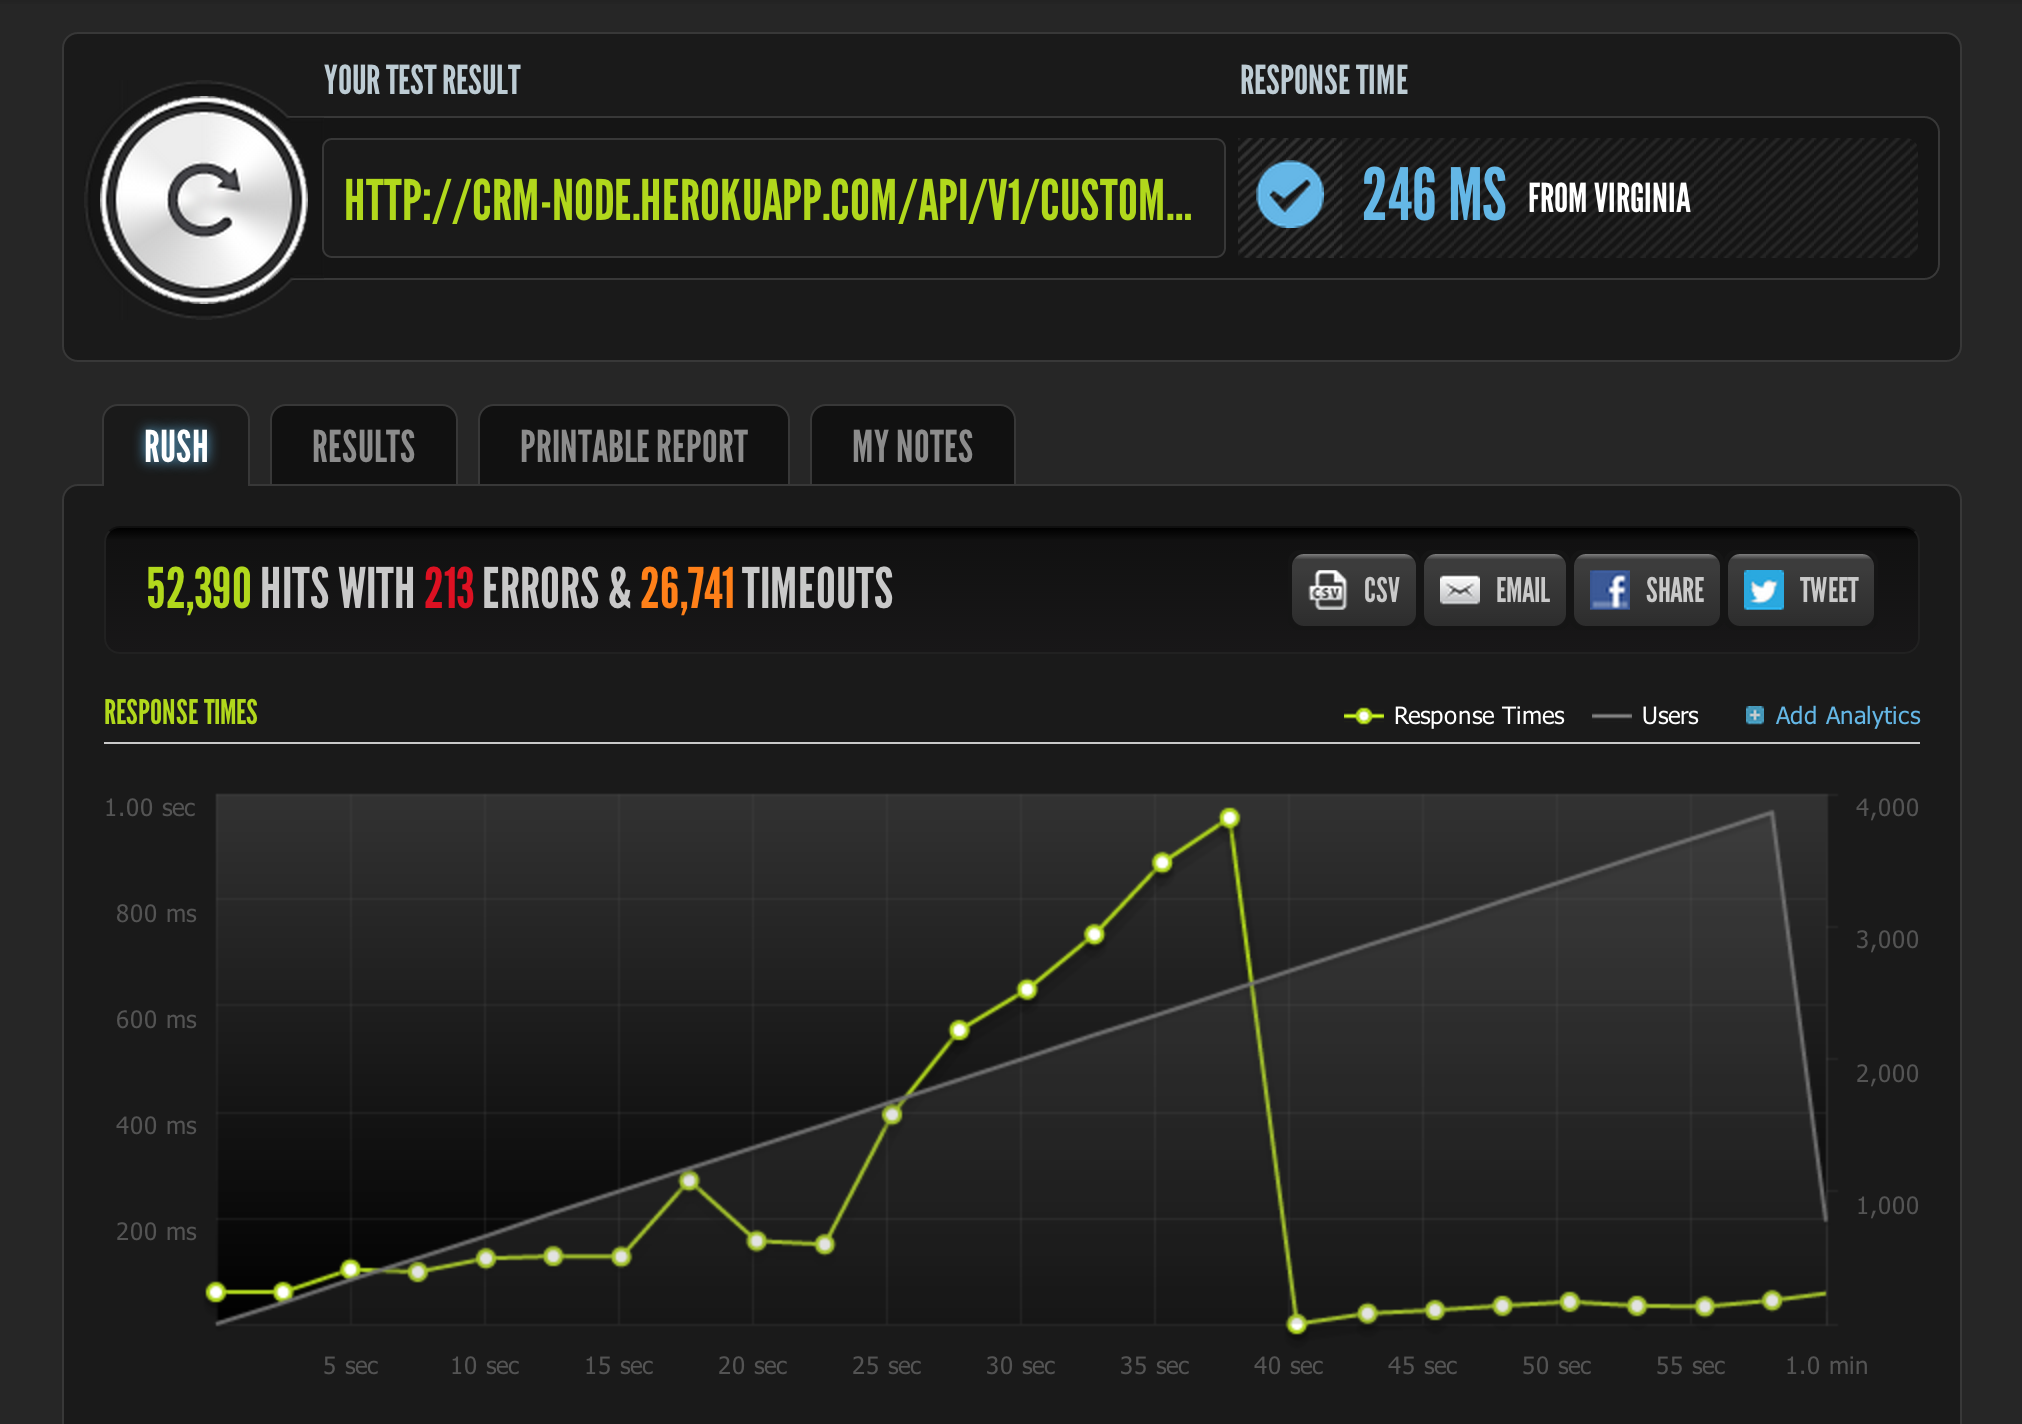 YOUR TEST RESULT
RESPONSE TIME
HTTP://CRM-NODE.HEROKUAPP.COM/API/V1/CUSTOM...
246 MS FROM VIRGINIA
RUSH
RESULTS
PRINTABLE REPORT
MY NOTES
52,390 HITS WITH 213 ERRORS & 26,741 TIMEOUTS
CSV
CSV
EMAIL
SHARE
TWEET
RESPONSE TIMES
Response Times
Users
Add Analytics
1.00 sec
800 ms
600 ms
400 ms
200 ms
4,000
3,000
2,000
1,000
5 sec
10 sec
15 sec
20 sec
25 sec
30 sec
35 sec
40 sec
45 sec
50 sec
55 sec
1.0 min